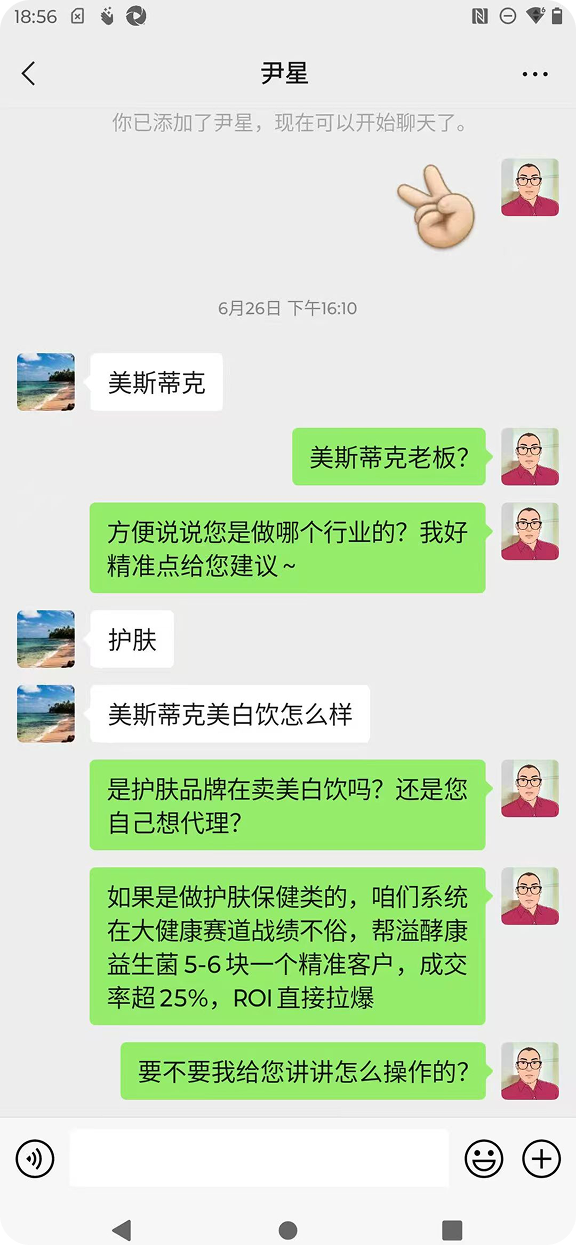 18:56
尹星
你已添加了尹星，现在可以开始聊天了。
6月26日 下午16:10
美斯蒂克
美斯蒂克老板？
方便说说您是做哪个行业的？我好
精准点给您建议~
护肤
美斯蒂克美白饮怎么样
是护肤品牌在卖美白饮吗？还是您
自己想代理？
如果是做护肤保健类的，咱们系统
在大健康赛道战绩不俗，帮溢酵康
益生菌 5-6 块一个精准客户，成交
率超 25%，ROI 直接拉爆
要不要我给您讲讲怎么操作的？